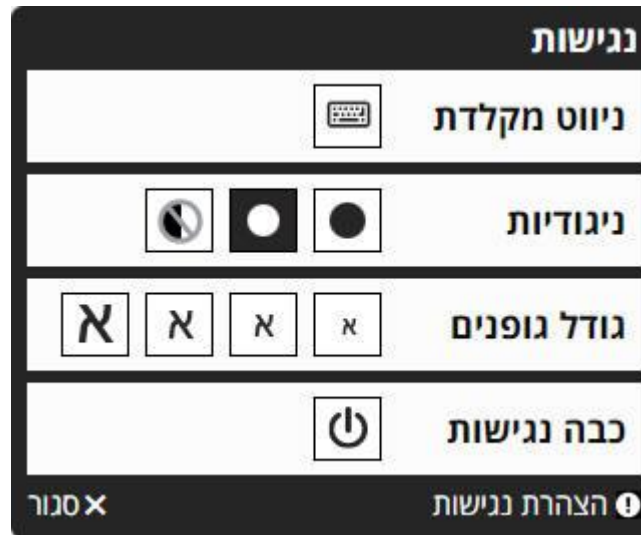 נגישות
ניווט מקלדת
ניגודיות
גודל גופנים א א א א
כבה נגישות
הצהרת נגישות סגור